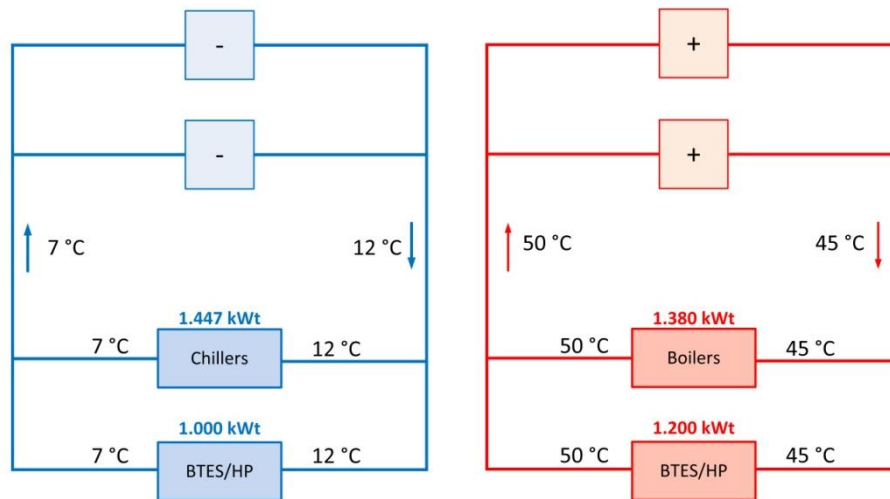 -
+
-
+
7 °C
12 °C
50 °C
45 °C
1.447 kWt
1.380 kWt
7 °C
Chillers
12 °C
50 °C
Boilers
45 °C
1.000 kWt
1.200 kWt
7 °C
BTES/HP
12 °C
50 °C
BTES/HP
45 °C